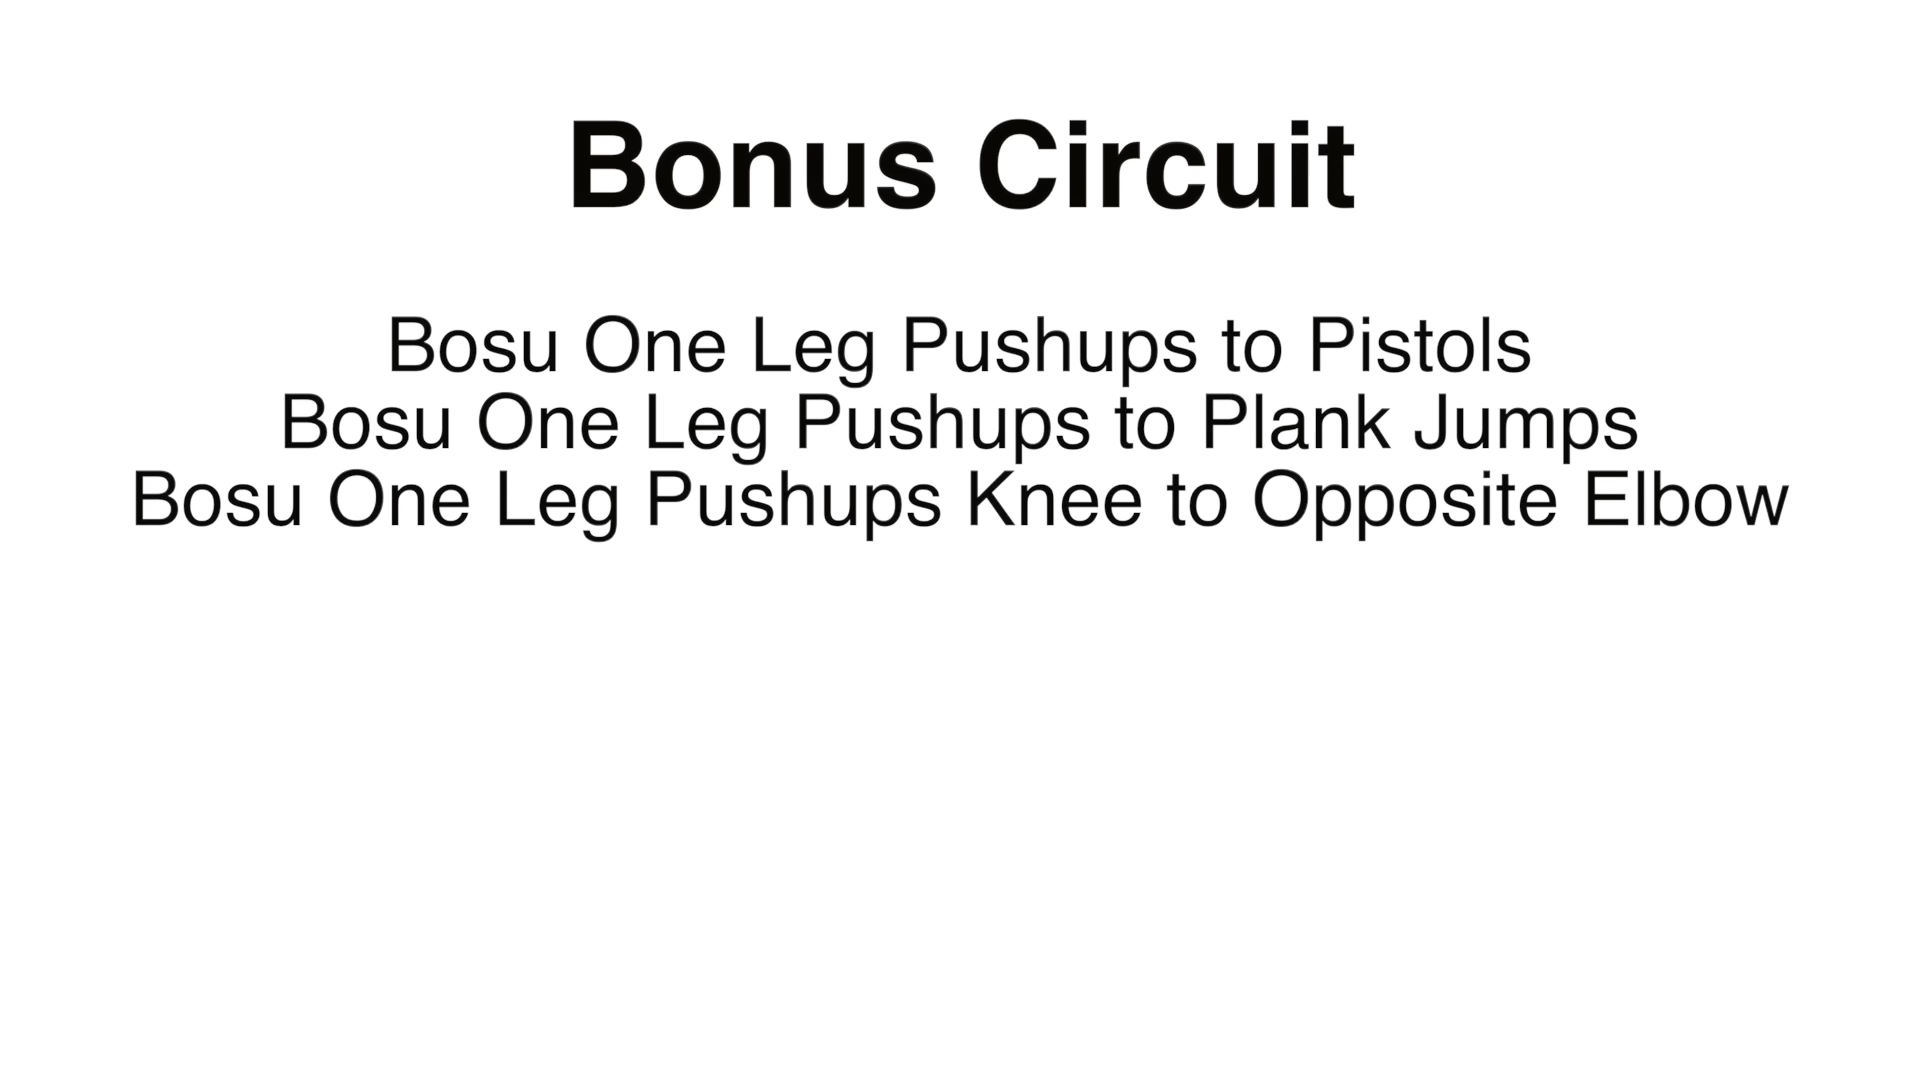 Bonus Circuit
Bosu One Leg Pushups to Pistols
Bosu One Leg Pushups to Plank Jumps
Bosu One Leg Pushups Knee to Opposite Elbow